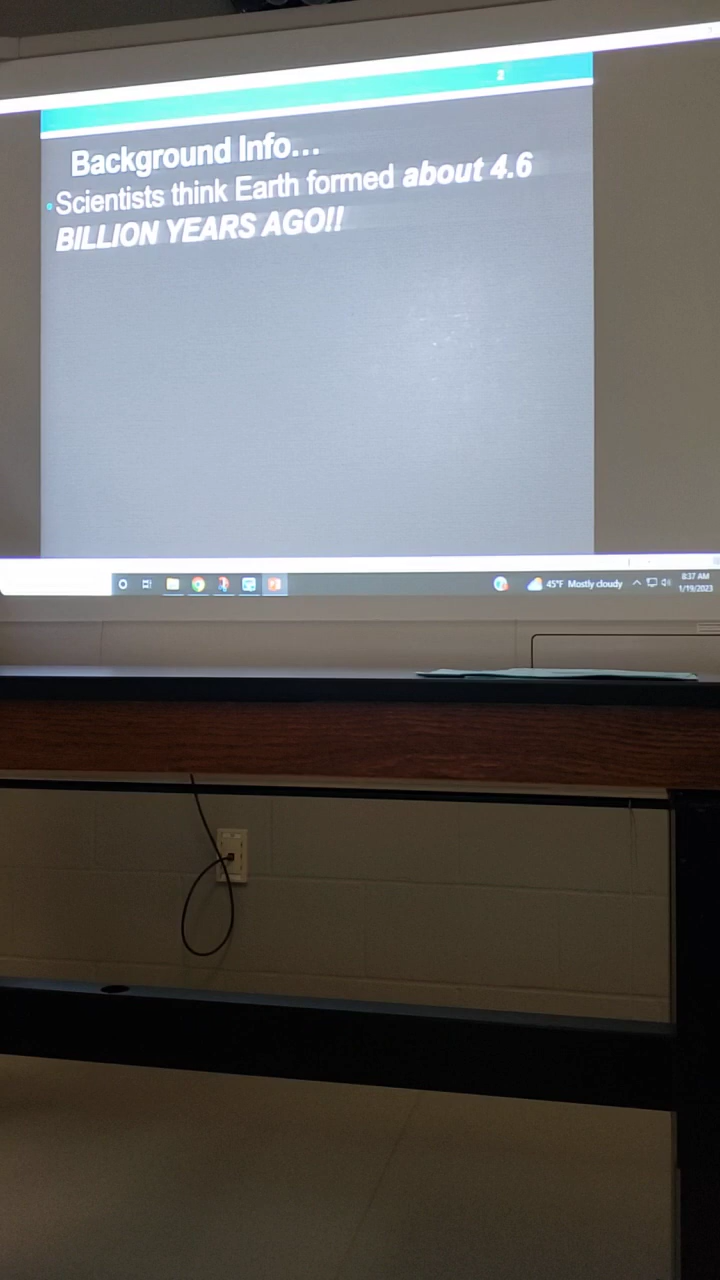 2
Background Info...
Scientists think Earth formed about 4.6
BILLION YEARS AGO!!
45°F Mostly cloudy
8:37 AM
1/19/2023